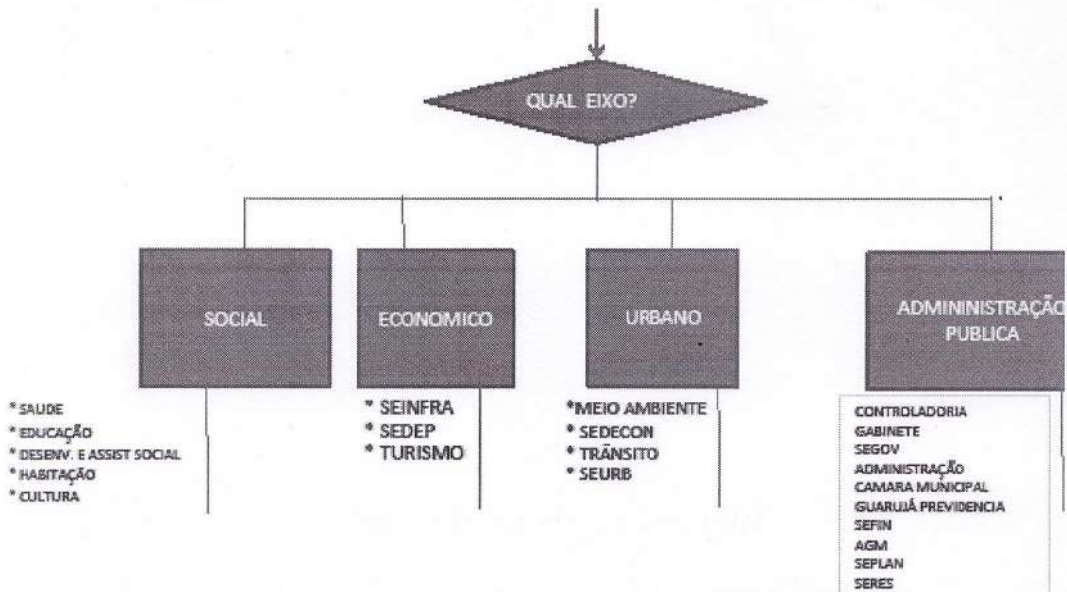 QUAL EIXO?
SOCIAL
* SAUDE
* EDUCAÇÃO
* DESENV. E ASSIST SOCIAL
* HABITAÇÃO
* CULTURA
ECONOMICO
* SEINFRA
* SEDEP
* TURISMO
URBANO
*MEIO AMBIENTE
* SEDECON
* TRÂNSITO
* SEURB
ADMININISTRAÇÃO
PUBLICA
CONTROLADORIA
GABINETE
SEGOV
ADMINISTRAÇÃO
CAMARA MUNICIPAL
GUARUJÁ PREVIDENCIA
SEFIN
AGM
SEPLAN
SERES